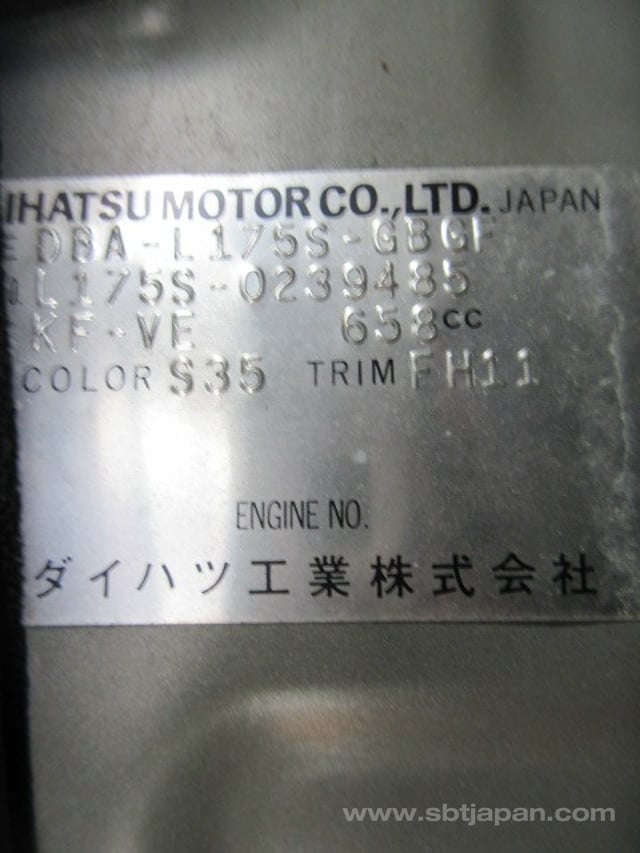 IHATSU MOTOR CO.,LTD. JAPAN
DBA-L175S-GBGF
L175S-0239485
KF-VE 658cc
COLOR S35 TRIM FH11
ENGINE NO.
ダイハツ工業株式会社
www.sbtjapan.com